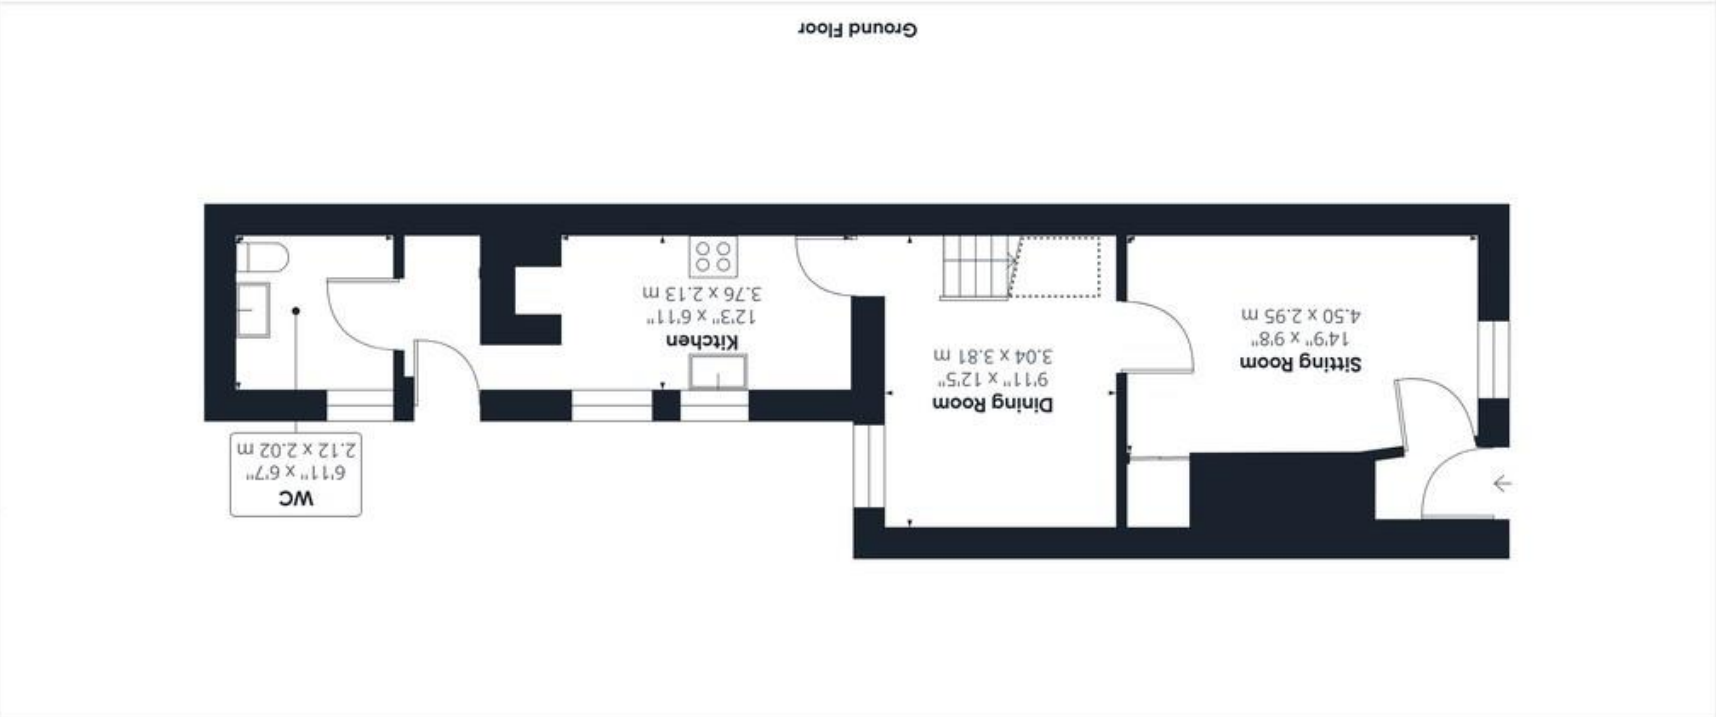 Sitting Room
14'9" x 9'8"
4.50 x 2.95 m
Dining Room
9'11" x 12'5"
3.04 x 3.81 m
Kitchen
12'3" x 6'11"
3.76 x 2.13 m
WC
6'11" x 6'7"
2.12 x 2.02 m
Ground Floor